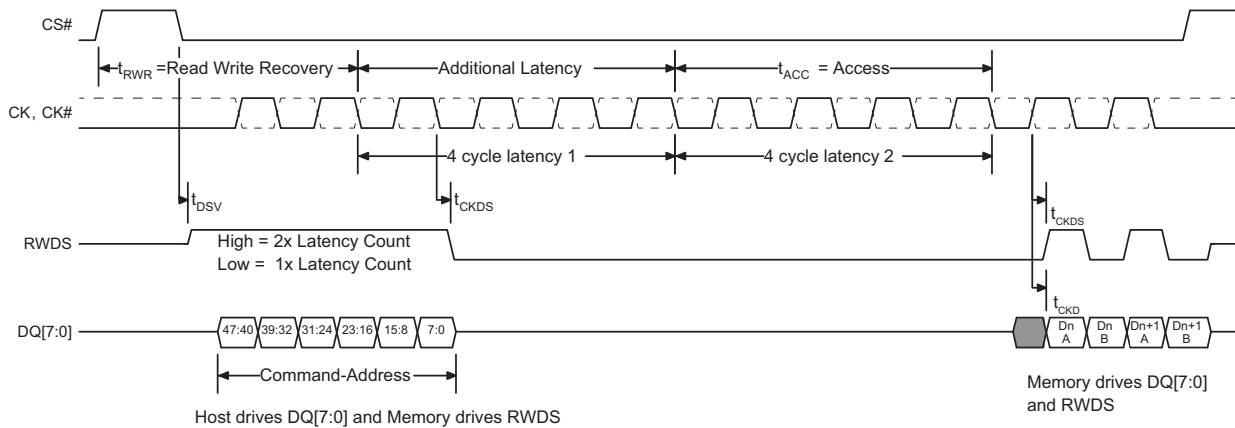 CS#
tRWR =Read Write Recovery
Additional Latency
tACC = Access
CK, CK#
4 cycle latency 1
4 cycle latency 2
tDSV
tCKDS
tCKDS
RWDS
High = 2x Latency Count
Low = 1x Latency Count
tCKD
DQ[7:0]
47:40
39:32
31:24
23:16
15:8
7:0
Dn
A
Dn
B
Dn+1
A
Dn+1
B
Command-Address
Memory drives DQ[7:0]
and RWDS
Host drives DQ[7:0] and Memory drives RWDS